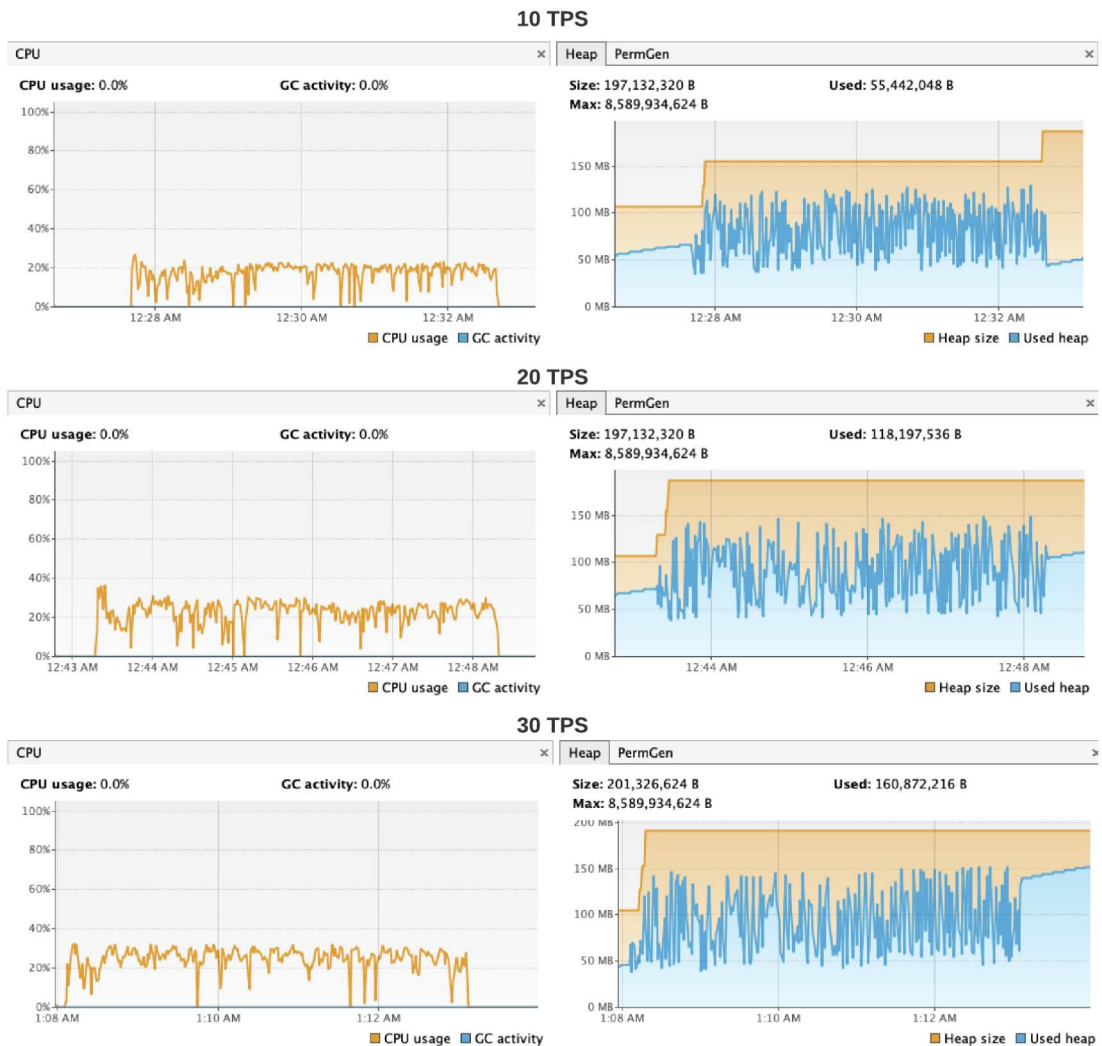 10 TPS
CPU ×
CPU usage: 0.0% GC activity: 0.0%
100%
80%
60%
40%
20%
0%
12:28 AM 12:30 AM 12:32 AM
CPU usage GC activity
Heap PermGen ×
Size: 197,132,320 B Used: 55,442,048 B
Max: 8,589,934,624 B
150 MB
100 MB
50 MB
0 MB
12:28 AM 12:30 AM 12:32 AM
Heap size Used heap
20 TPS
CPU ×
CPU usage: 0.0% GC activity: 0.0%
100%
80%
60%
40%
20%
0%
12:43 AM 12:44 AM 12:45 AM 12:46 AM 12:47 AM 12:48 AM
CPU usage GC activity
Heap PermGen ×
Size: 197,132,320 B Used: 118,197,536 B
Max: 8,589,934,624 B
150 MB
100 MB
50 MB
0 MB
12:44 AM 12:46 AM 12:48 AM
Heap size Used heap
30 TPS
CPU ×
CPU usage: 0.0% GC activity: 0.0%
100%
80%
60%
40%
20%
0%
1:08 AM 1:10 AM 1:12 AM
CPU usage GC activity
Heap PermGen ×
Size: 201,326,624 B Used: 160,872,216 B
Max: 8,589,934,624 B
200 MB
150 MB
100 MB
50 MB
0 MB
1:08 AM 1:10 AM 1:12 AM
Heap size Used heap